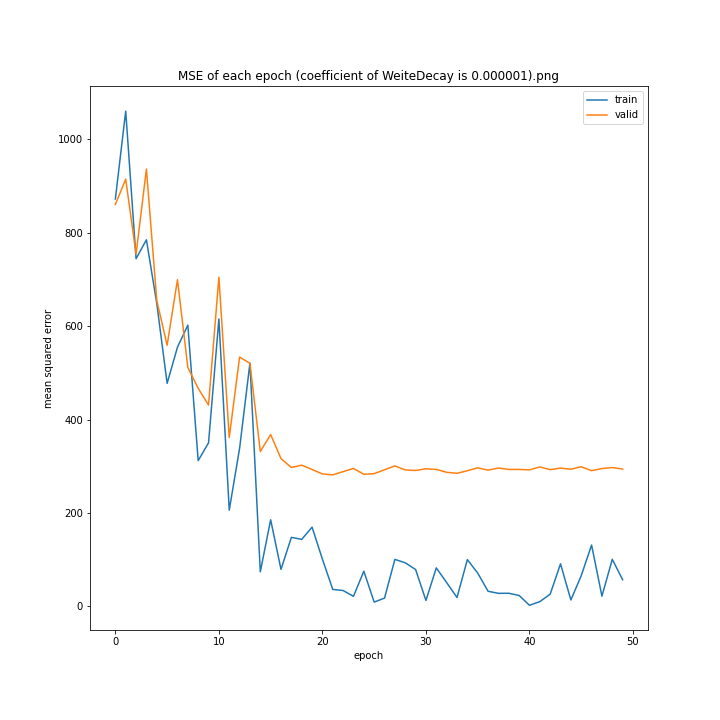 MSE of each epoch (coefficient of WeiteDecay is 0.000001).png
train
valid
1000
800
600
400
200
0
mean squared error
0 10 20 30 40 50
epoch